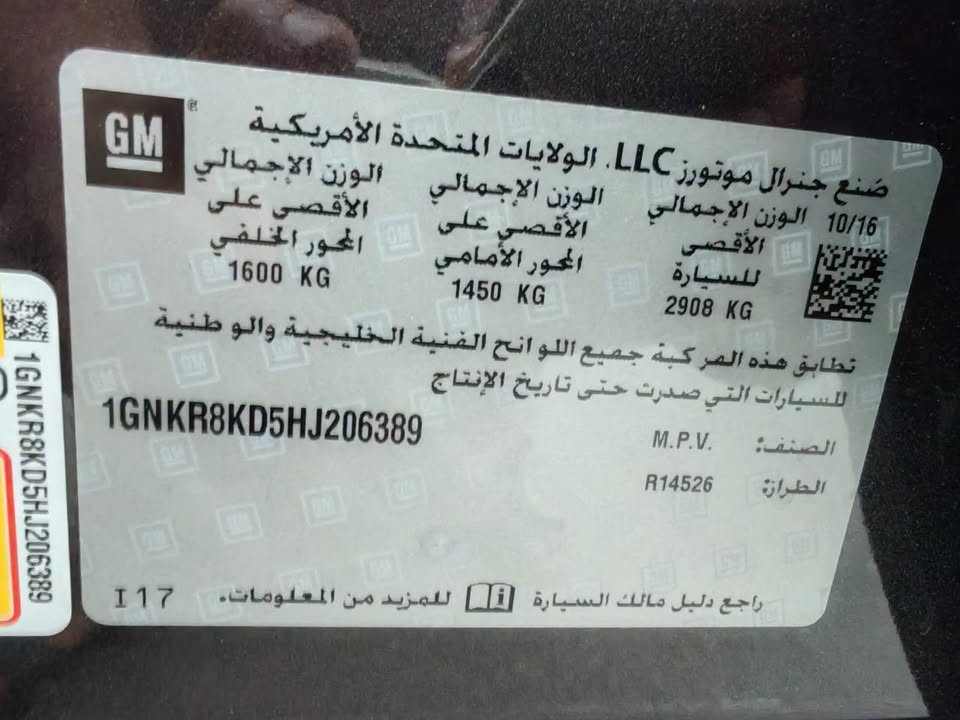 GM
®
صُنع جنرال موتورز LLC. الولايات المتحدة الأمريكية
10/16
الوزن الإجمالي
الأقصى
للسيارة
2908 KG
الوزن الإجمالي
الأقصى على
المحور الأمامي
1450 KG
الوزن الإجمالي
الأقصى على
المحور الخلفي
1600 KG
تطابق هذه المركبة جميع اللوائح الفنية الخليجية والوطنية
للسيارات التي صدرت حتى تاريخ الإنتاج
1GNKR8KD5HJ206389
الصنف: M.P.V.
الطراز: R14526
راجع دليل مالك السيارة للمزيد من المعلومات.
I17
1GNKR8KD5HJ206389